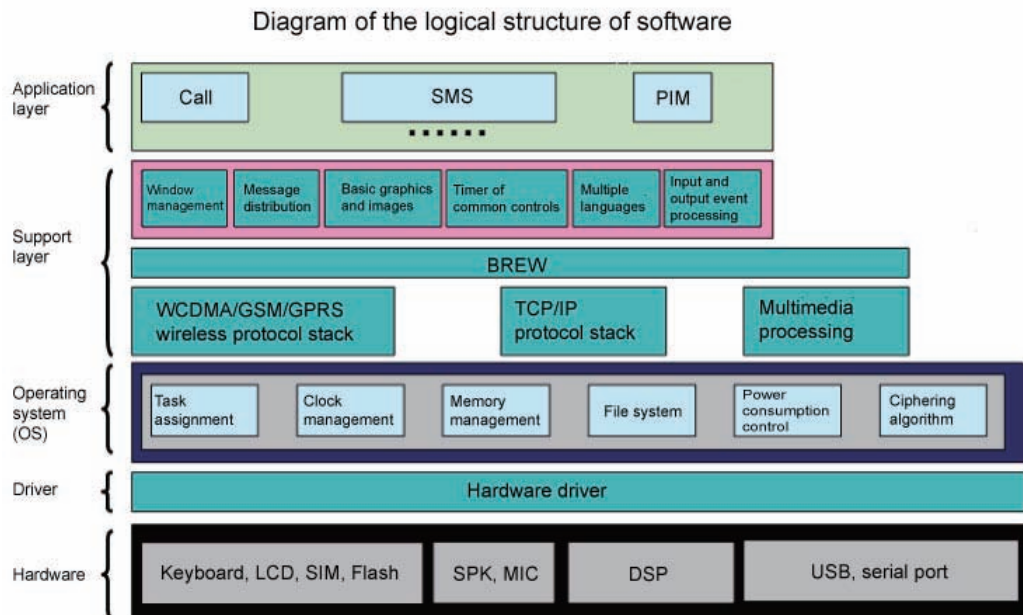 Diagram of the logical structure of software
Application
layer
Call
SMS
PIM
......
Support
layer
Window
management
Message
distribution
Basic graphics
and images
Timer of
common controls
Multiple
languages
Input and
output event
processing
BREW
WCDMA/GSM/GPRS
wireless protocol stack
TCP/IP
protocol stack
Multimedia
processing
Operating
system
(OS)
Task
assignment
Clock
management
Memory
management
File system
Power
consumption
control
Ciphering
algorithm
Driver
Hardware driver
Hardware
Keyboard, LCD, SIM, Flash
SPK, MIC
DSP
USB, serial port